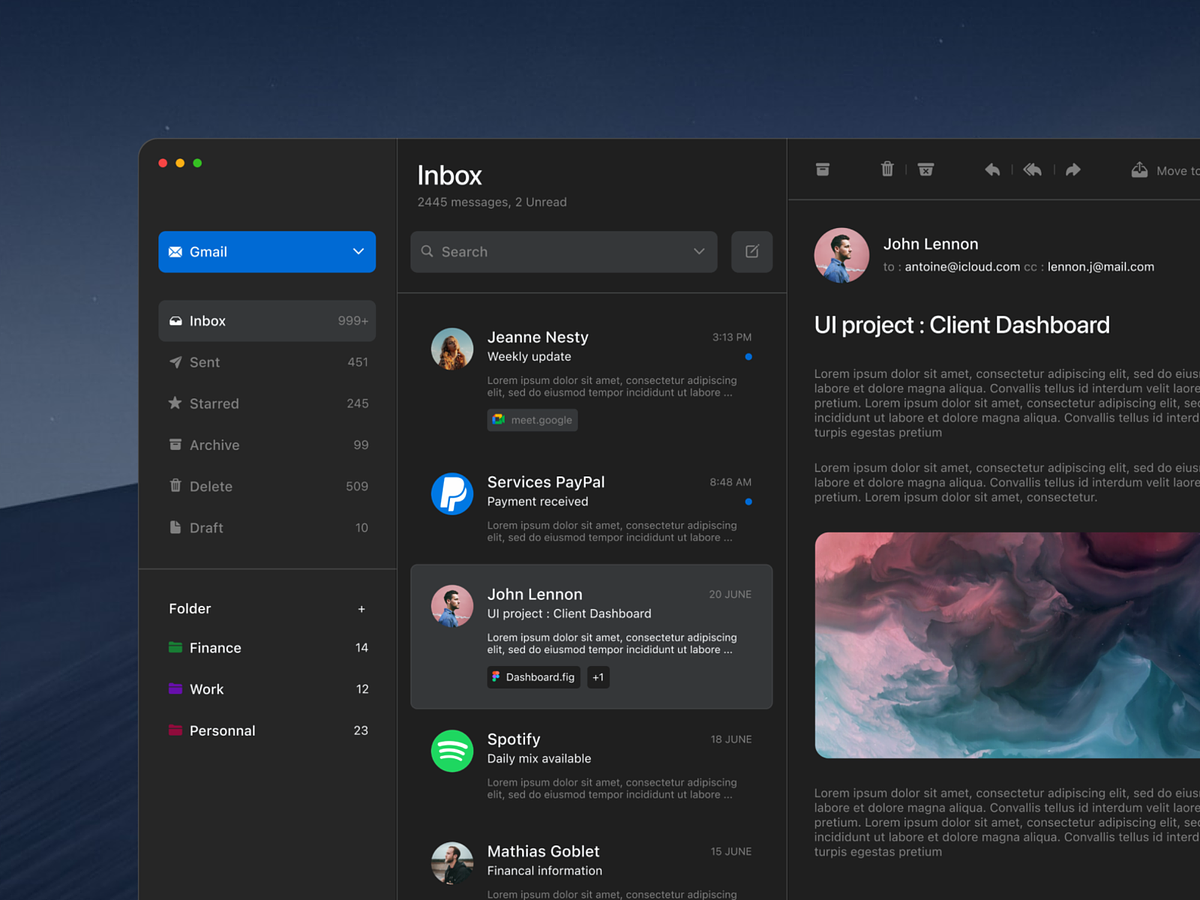 Gmail
Inbox 999+
Sent 451
Starred 245
Archive 99
Delete 509
Draft 10
Folder +
Finance 14
Work 12
Personnal 23
Inbox
2445 messages, 2 Unread
Search
Jeanne Nesty 3:13 PM
Weekly update
Lorem ipsum dolor sit amet, consectetur adipiscing
elit, sed do eiusmod tempor incididunt ut labore ...
meet.google
Services PayPal 8:48 AM
Payment received
Lorem ipsum dolor sit amet, consectetur adipiscing
elit, sed do eiusmod tempor incididunt ut labore ...
John Lennon 20 JUNE
UI project : Client Dashboard
Lorem ipsum dolor sit amet, consectetur adipiscing
elit, sed do eiusmod tempor incididunt ut labore ...
Dashboard.fig +1
Spotify 18 JUNE
Daily mix available
Lorem ipsum dolor sit amet, consectetur adipiscing
elit, sed do eiusmod tempor incididunt ut labore ...
Mathias Goblet 15 JUNE
Financal information
Lorem ipsum dolor sit amet, consectetur adipiscing
Move to
John Lennon
to : antoine@icloud.com cc : lennon.j@mail.com
UI project : Client Dashboard
Lorem ipsum dolor sit amet, consectetur adipiscing elit, sed do eius
labore et dolore magna aliqua. Convallis tellus id interdum velit laore
pretium. Lorem ipsum dolor sit amet, consectetur adipiscing elit, sed
incididunt ut labore et dolore magna aliqua. Convallis tellus id interd
turpis egestas pretium
Lorem ipsum dolor sit amet, consectetur adipiscing elit, sed do eius
labore et dolore magna aliqua. Convallis tellus id interdum velit laore
pretium. Lorem ipsum dolor sit amet, consectetur.
Lorem ipsum dolor sit amet, consectetur adipiscing elit, sed do eius
labore et dolore magna aliqua. Convallis tellus id interdum velit laore
pretium. Lorem ipsum dolor sit amet, consectetur adipiscing elit, sed
incididunt ut labore et dolore magna aliqua. Convallis tellus id interd
turpis egestas pretium